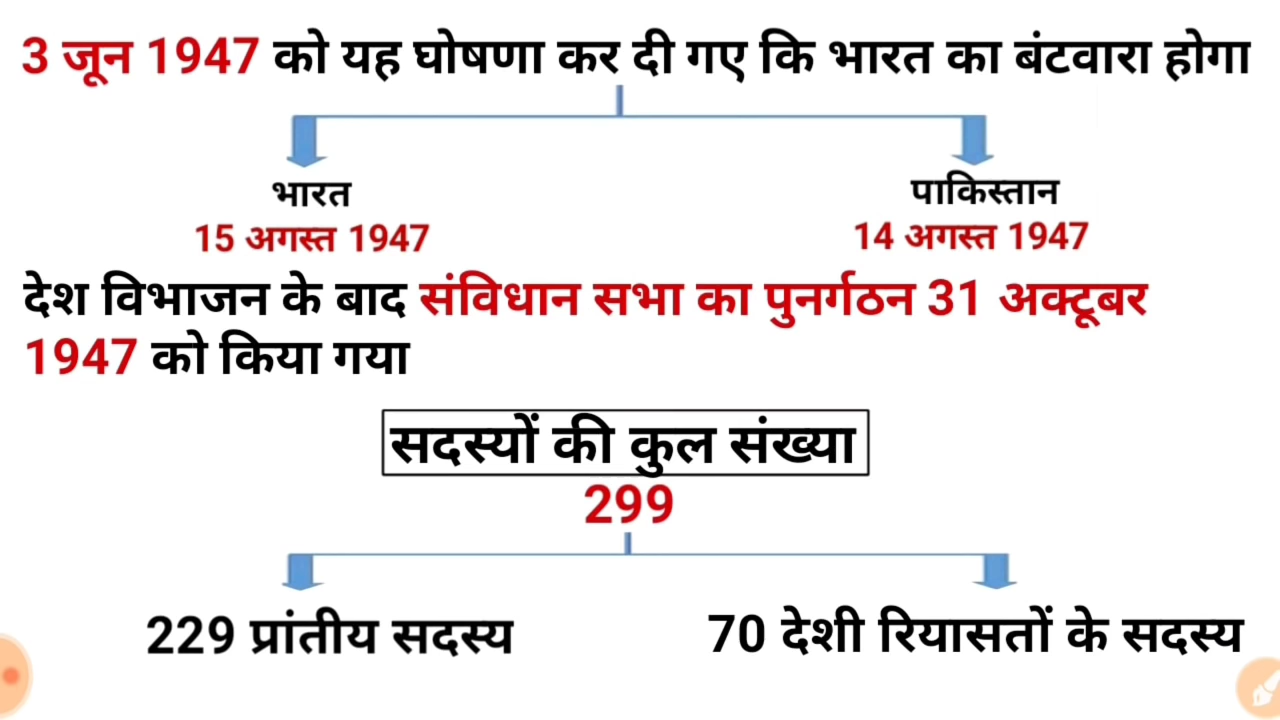 3 जून 1947 को यह घोषणा कर दी गए कि भारत का बंटवारा होगा
भारत
पाकिस्तान
15 अगस्त 1947
14 अगस्त 1947
देश विभाजन के बाद संविधान सभा का पुनर्गठन 31 अक्टूबर
1947 को किया गया
सदस्यों की कुल संख्या
299
229 प्रांतीय सदस्य
70 देशी रियासतों के सदस्य